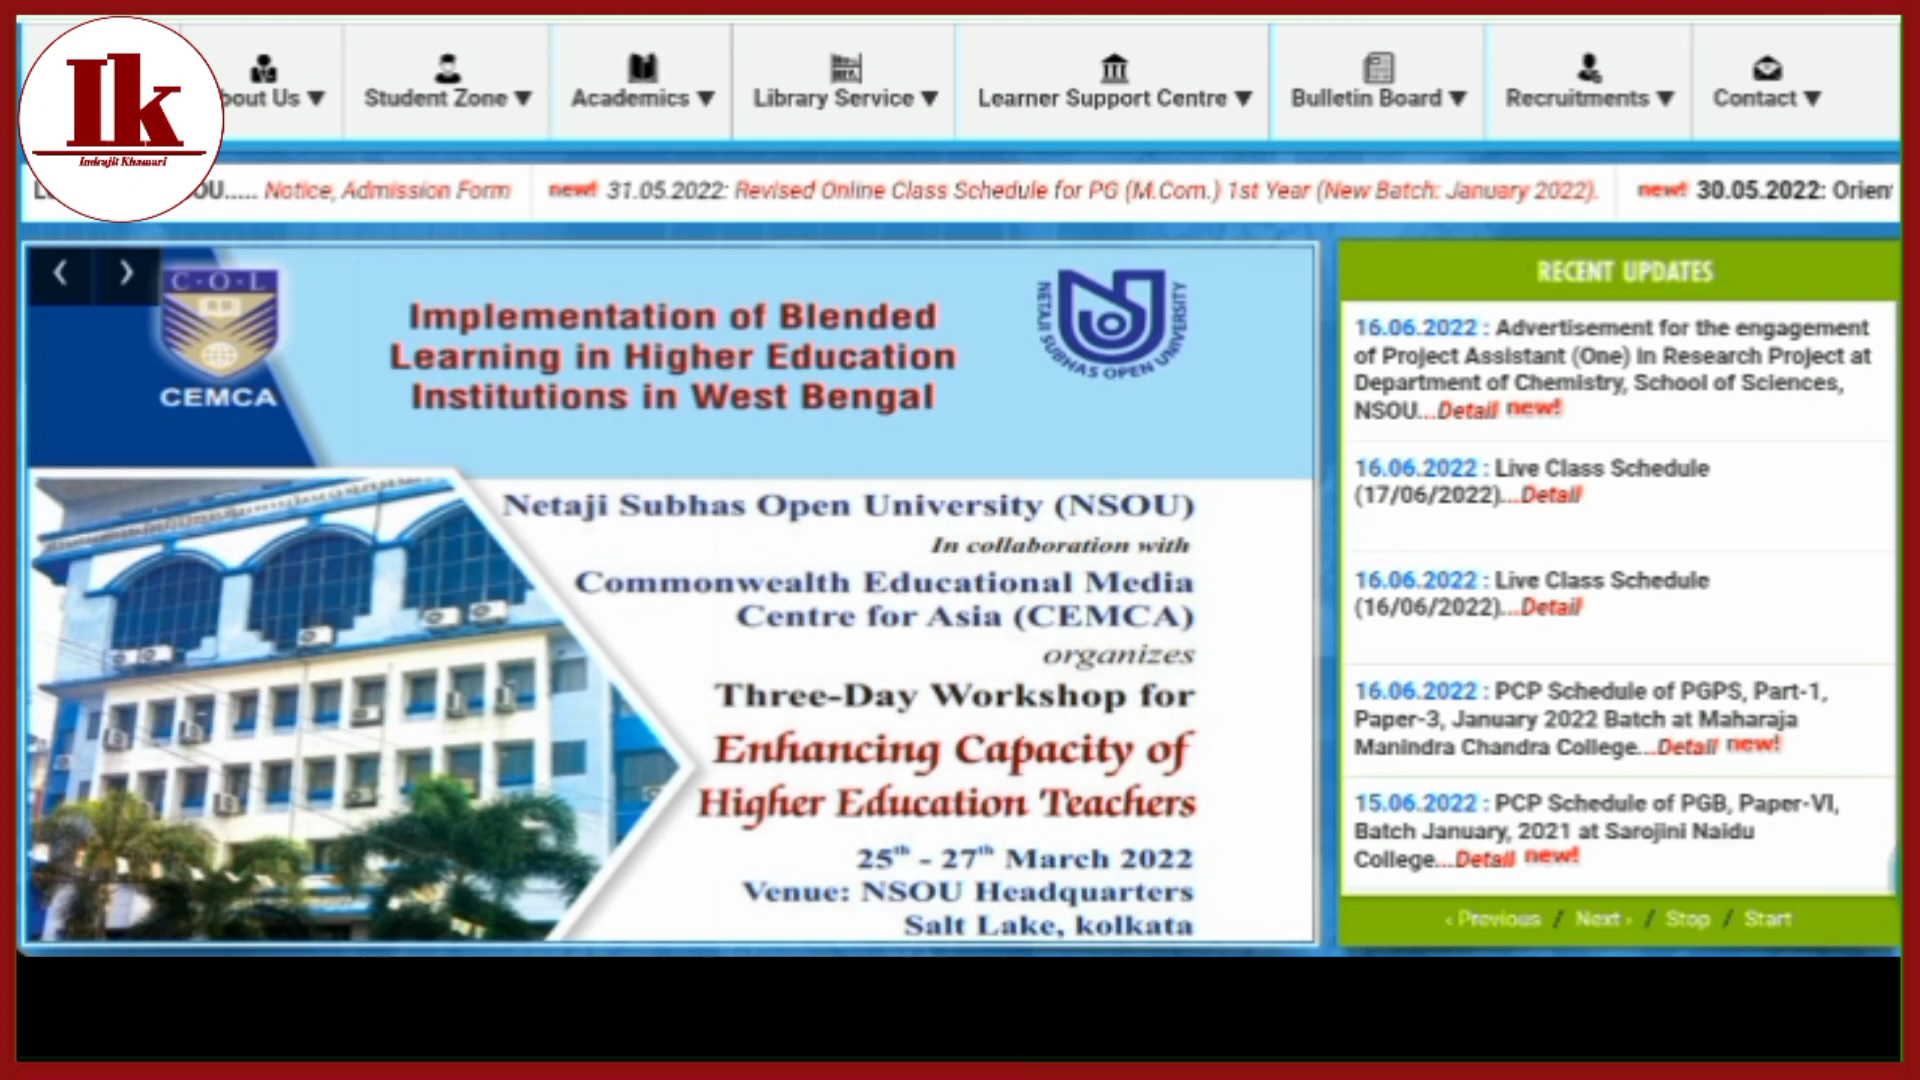 Ik
Indrajit Khamari
bout Us ▼
Student Zone ▼
Academics ▼
Library Service ▼
Learner Support Centre ▼
Bulletin Board ▼
Recruitments ▼
Contact ▼
OU..... Notice, Admission Form
new! 31.05.2022: Revised Online Class Schedule for PG (M.Com.) 1st Year (New Batch: January 2022).
new! 30.05.2022: Orien
C·O·L
CEMCA
Implementation of Blended
Learning in Higher Education
Institutions in West Bengal
NETAJI SUBHAS OPEN UNIVERSITY
Netaji Subhas Open University (NSOU)
In collaboration with
Commonwealth Educational Media
Centre for Asia (CEMCA)
organizes
Three-Day Workshop for
Enhancing Capacity of
Higher Education Teachers
25th - 27th March 2022
Venue: NSOU Headquarters
Salt Lake, kolkata
RECENT UPDATES
16.06.2022 : Advertisement for the engagement
of Project Assistant (One) in Research Project at
Department of Chemistry, School of Sciences,
NSOU...Detail new!
16.06.2022 : Live Class Schedule
(17/06/2022)...Detail
16.06.2022 : Live Class Schedule
(16/06/2022)...Detail
16.06.2022 : PCP Schedule of PGPS, Part-1,
Paper-3, January 2022 Batch at Maharaja
Manindra Chandra College...Detail new!
15.06.2022 : PCP Schedule of PGB, Paper-VI,
Batch January, 2021 at Sarojini Naidu
College...Detail new!
‹ Previous / Next › / Stop / Start